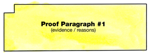 Proof Paragraph #1
(evidence / reasons)